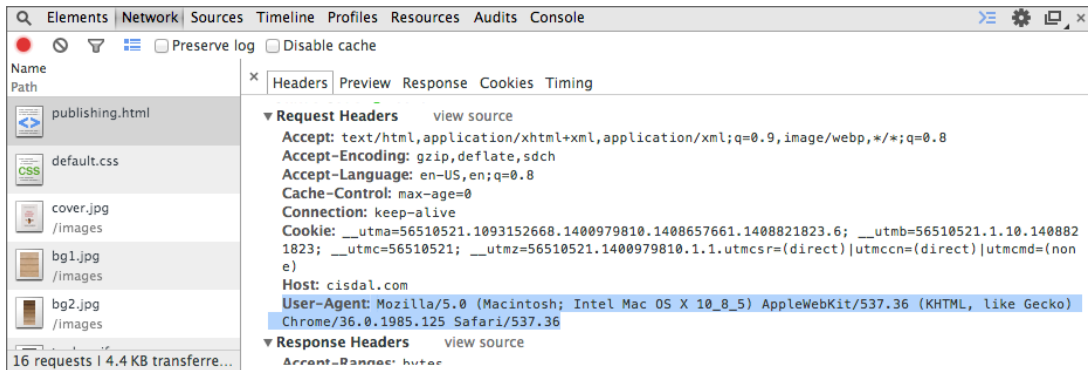 Elements Network Sources Timeline Profiles Resources Audits Console
Preserve log Disable cache
Name
Path
publishing.html
CSS
default.css
cover.jpg
/images
bg1.jpg
/images
bg2.jpg
/images
16 requests | 4.4 KB transferre...
× Headers Preview Response Cookies Timing
Request Headers view source
Accept: text/html,application/xhtml+xml,application/xml;q=0.9,image/webp,*/*;q=0.8
Accept-Encoding: gzip,deflate,sdch
Accept-Language: en-US,en;q=0.8
Cache-Control: max-age=0
Connection: keep-alive
Cookie: __utma=56510521.1093152668.1400979810.1408657661.1408821823.6; __utmb=56510521.1.10.140882
1823; __utmc=56510521; __utmz=56510521.1400979810.1.1.utmcsr=(direct)|utmccn=(direct)|utmcmd=(non
e)
Host: cisdal.com
User-Agent: Mozilla/5.0 (Macintosh; Intel Mac OS X 10_8_5) AppleWebKit/537.36 (KHTML, like Gecko)
Chrome/36.0.1985.125 Safari/537.36
Response Headers view source
Accept-Ranges: bytes